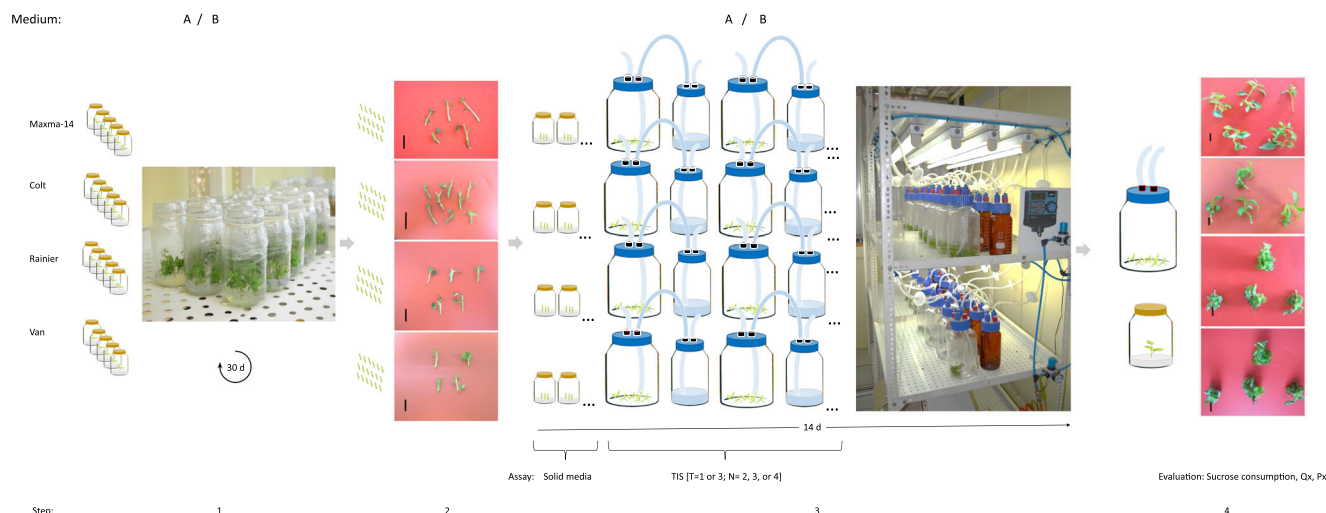 Medium: A / B A / B
Maxma-14
Colt
Rainier
Van
30 d
14 d
Assay: Solid media TIS [T=1 or 3; N= 2, 3, or 4] Evaluation: Sucrose consumption, Qx, Px
Step: 1 2 3 4